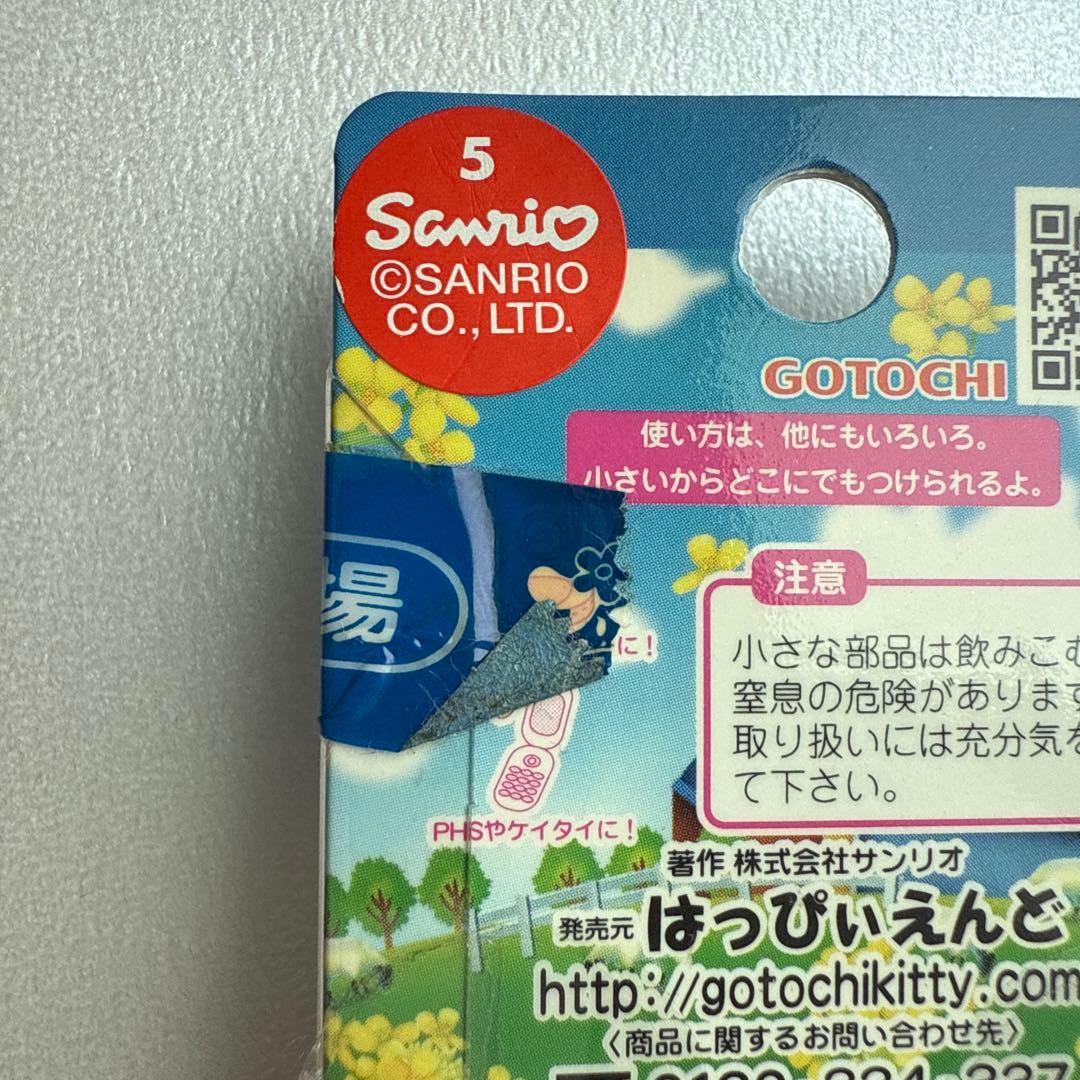 5
Sanrio
©SANRIO
CO., LTD.
GOTOCHI
使い方は、他にもいろいろ。
小さいからどこにでもつけられるよ。
場
に!
注意
小さな部品は飲みこむ
窒息の危険があります
取り扱いには充分気を
て下さい。
PHSやケイタイに!
著作 株式会社サンリオ
発売元 はっぴぃえんど
http://gotochikitty.com
〈商品に関するお問い合わせ先〉